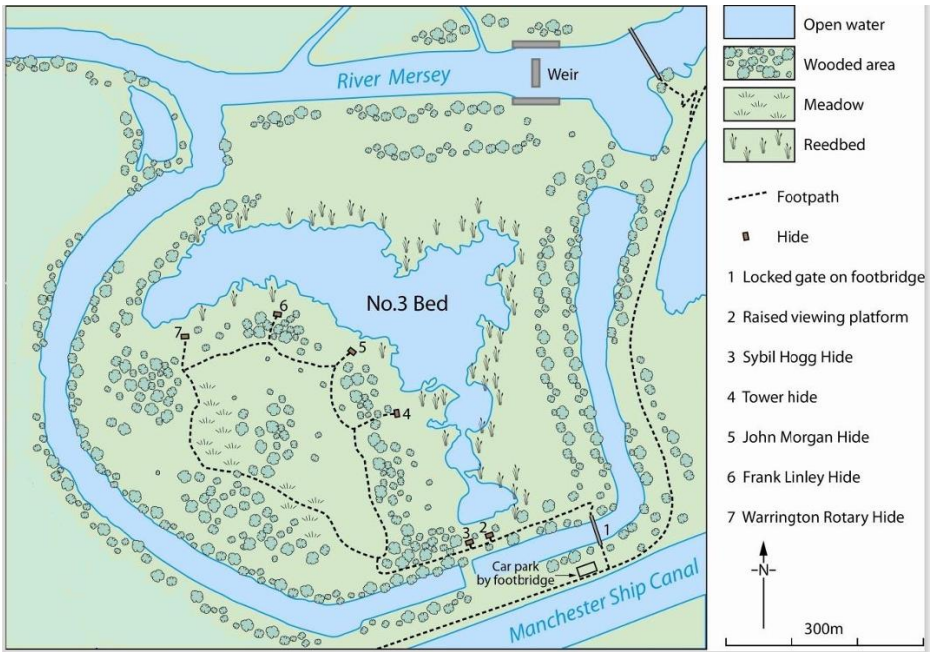 River Mersey
Weir
No.3 Bed
6
7
5
4
3
2
1
Car park
by footbridge
Manchester Ship Canal
Open water
Wooded area
Meadow
Reedbed
Footpath
Hide
1 Locked gate on footbridge
2 Raised viewing platform
3 Sybil Hogg Hide
4 Tower hide
5 John Morgan Hide
6 Frank Linley Hide
7 Warrington Rotary Hide
-N-
300m